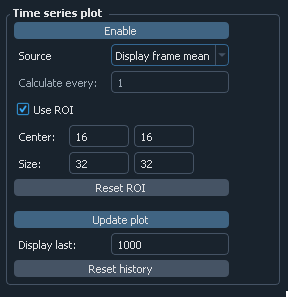 Time series plot
Enable
Source Display frame mean
Calculate every: 1
Use ROI
Center: 16 16
Size: 32 32
Reset ROI
Update plot
Display last: 1000
Reset history